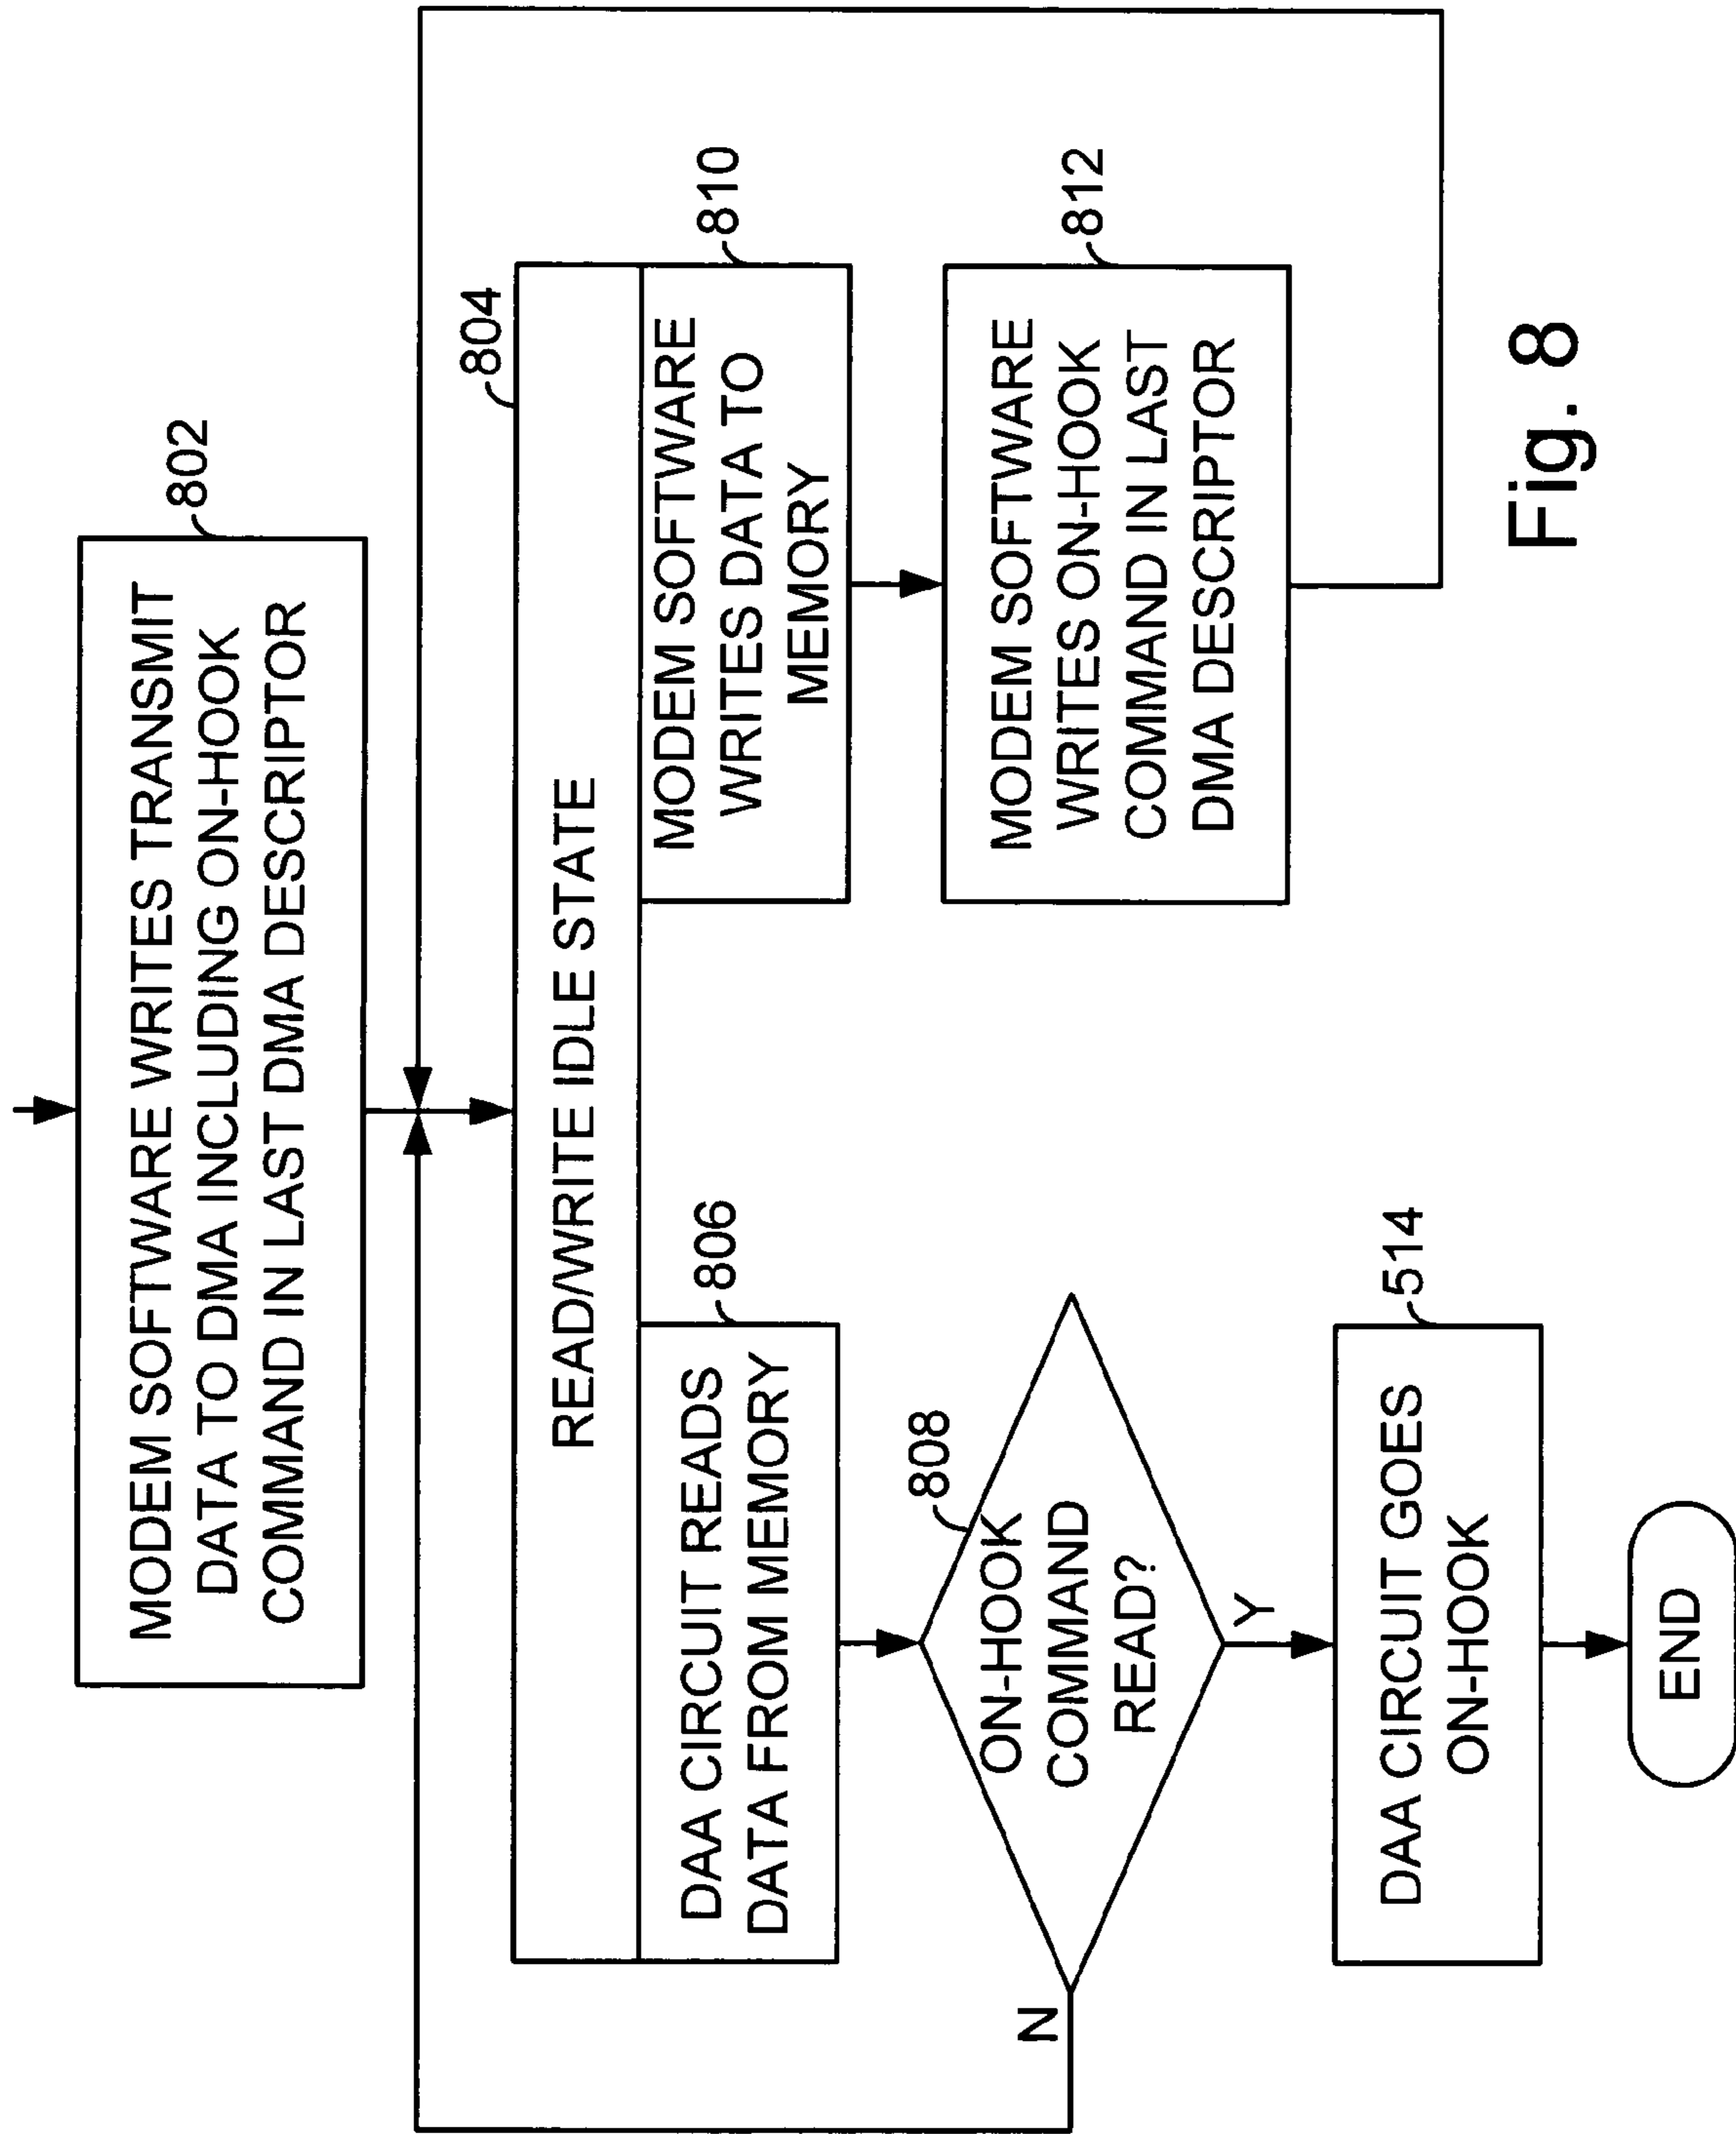 802
MODEM SOFTWARE WRITES TRANSMIT
DATA TO DMA INCLUDING ON-HOOK
COMMAND IN LAST DMA DESCRIPTOR
804
READ/WRITE IDLE STATE
806
DAA CIRCUIT READS
DATA FROM MEMORY
810
MODEM SOFTWARE
WRITES DATA TO
MEMORY
808
ON-HOOK
COMMAND
READ?
N
Y
812
MODEM SOFTWARE
WRITES ON-HOOK
COMMAND IN LAST
DMA DESCRIPTOR
514
DAA CIRCUIT GOES
ON-HOOK
END
Fig. 8